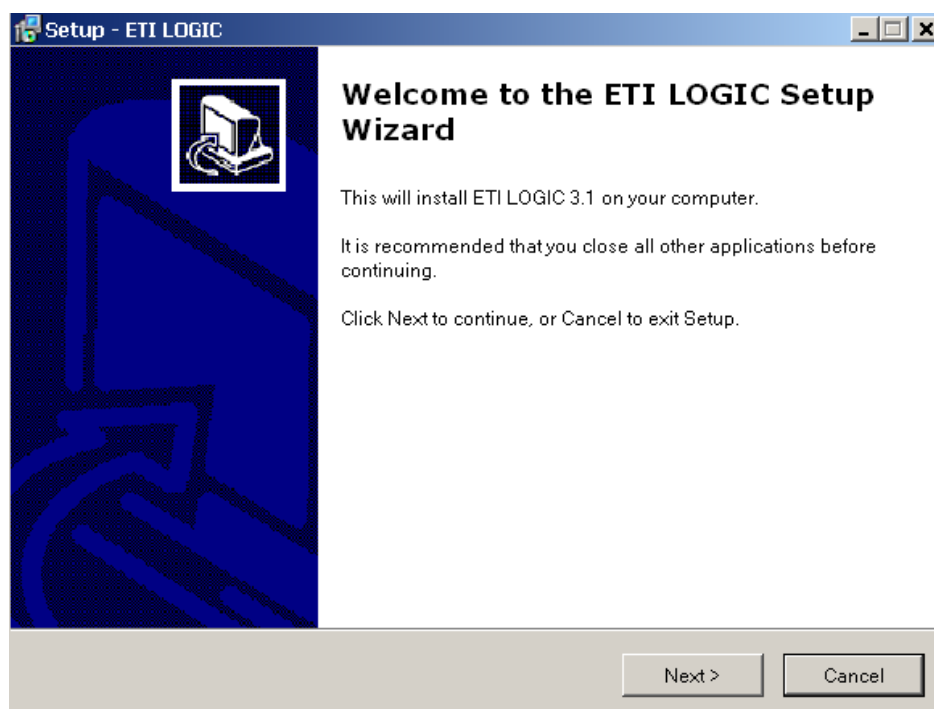 Setup - ETI LOGIC
Welcome to the ETI LOGIC Setup
Wizard
This will install ETI LOGIC 3.1 on your computer.
It is recommended that you close all other applications before
continuing.
Click Next to continue, or Cancel to exit Setup.
Next >
Cancel